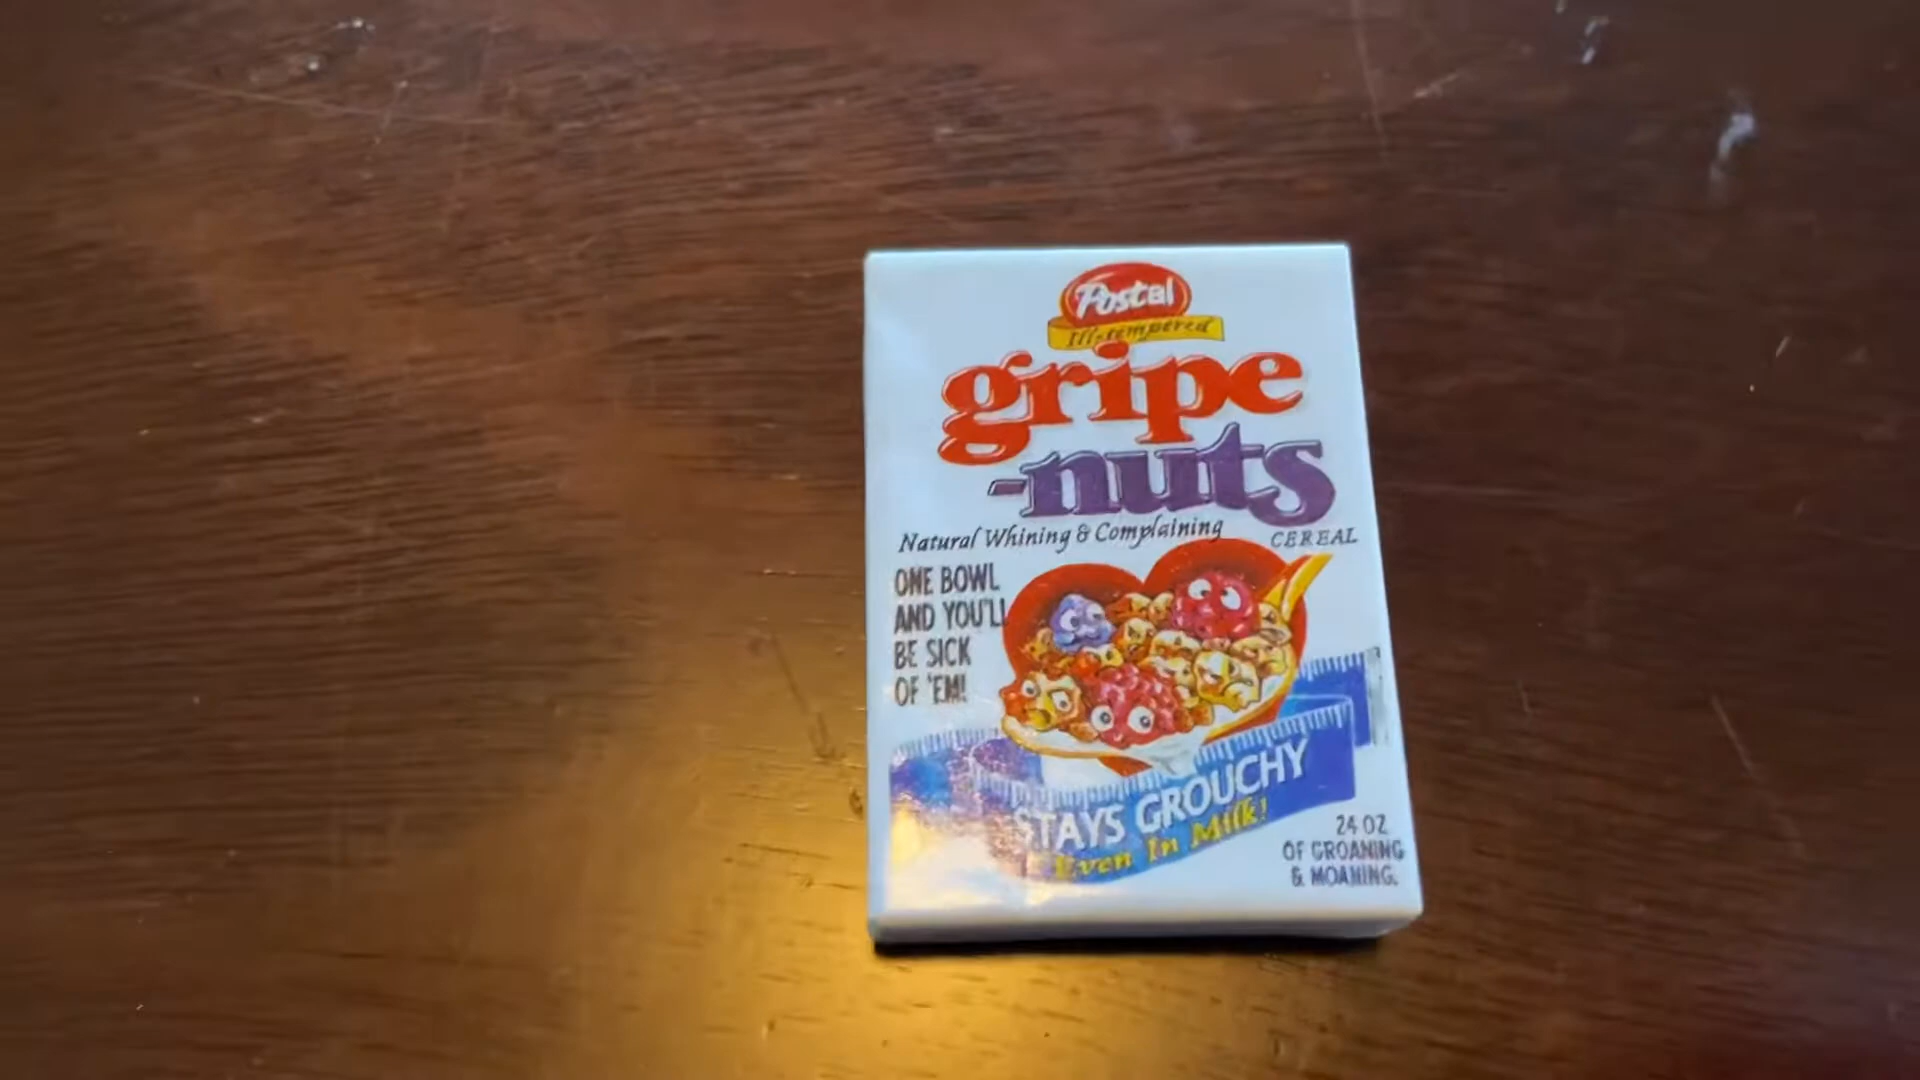 Postal
Ill-tempered
gripe
-nuts
Natural Whining & Complaining
CEREAL
ONE BOWL
AND YOU'LL
BE SICK
OF 'EM!
STAYS GROUCHY
Even In Milk!
24 OZ.
OF GROANING
& MOANING.